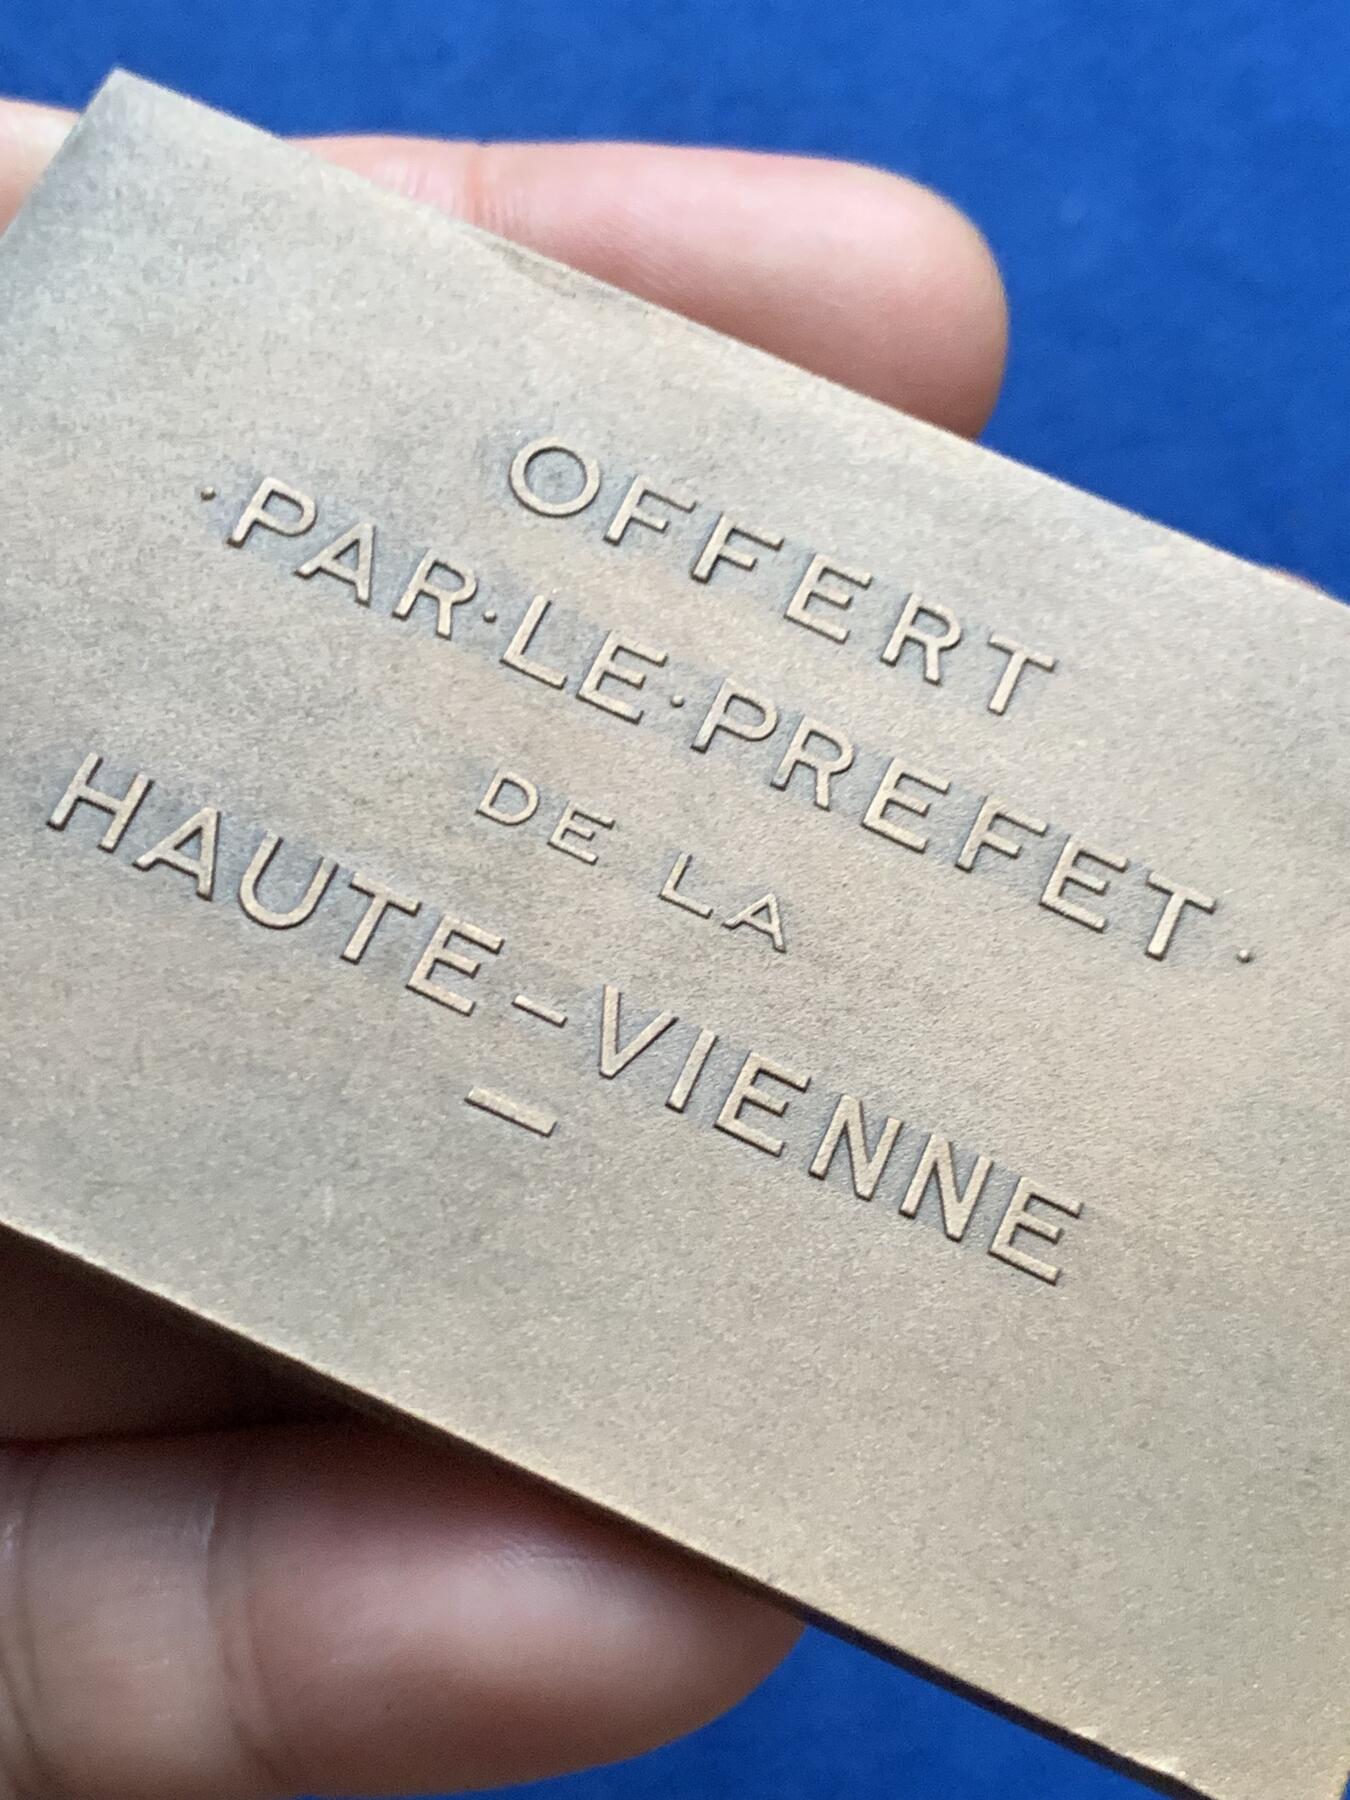 OFFERT
·PAR·LE·PREFET·
DE LA
HAUTE-VIENNE